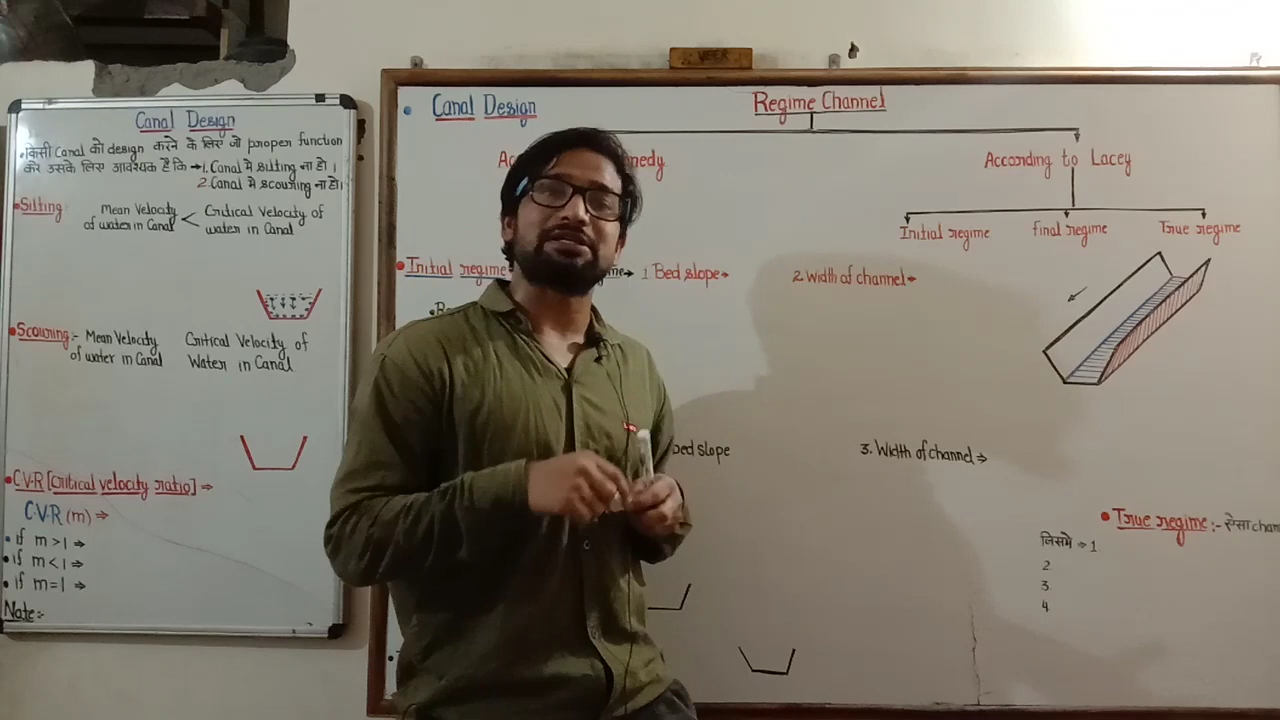 Canal Design
•किसी Canal को design करने के लिए जो proper function
करे उसके लिए आवश्यक है कि →1. Canal मे silting ना हो।
2. Canal मे scouring ना हो।
•Silting:
Mean Velocity < Critical Velocity of
of water in Canal water in Canal
•Scouring:- Mean Velocity Critical Velocity of
of water in Canal Water in Canal
•C.V.R [Critical velocity ratio] ⇒
C.V.R (m) ⇒
•if m > 1 ⇒
•if m < 1 ⇒
•if m = 1 ⇒
Note:-
VEER
• Canal Design
Regime Channel
According to Lacey
Initial regime final regime True regime
•Initial regime → 1 Bed slope→ 2 Width of channel→
bed slope 3. Width of channel ⇒
•True regime:- ऐसा chan
जिसमे ⇒ 1
2
3
4